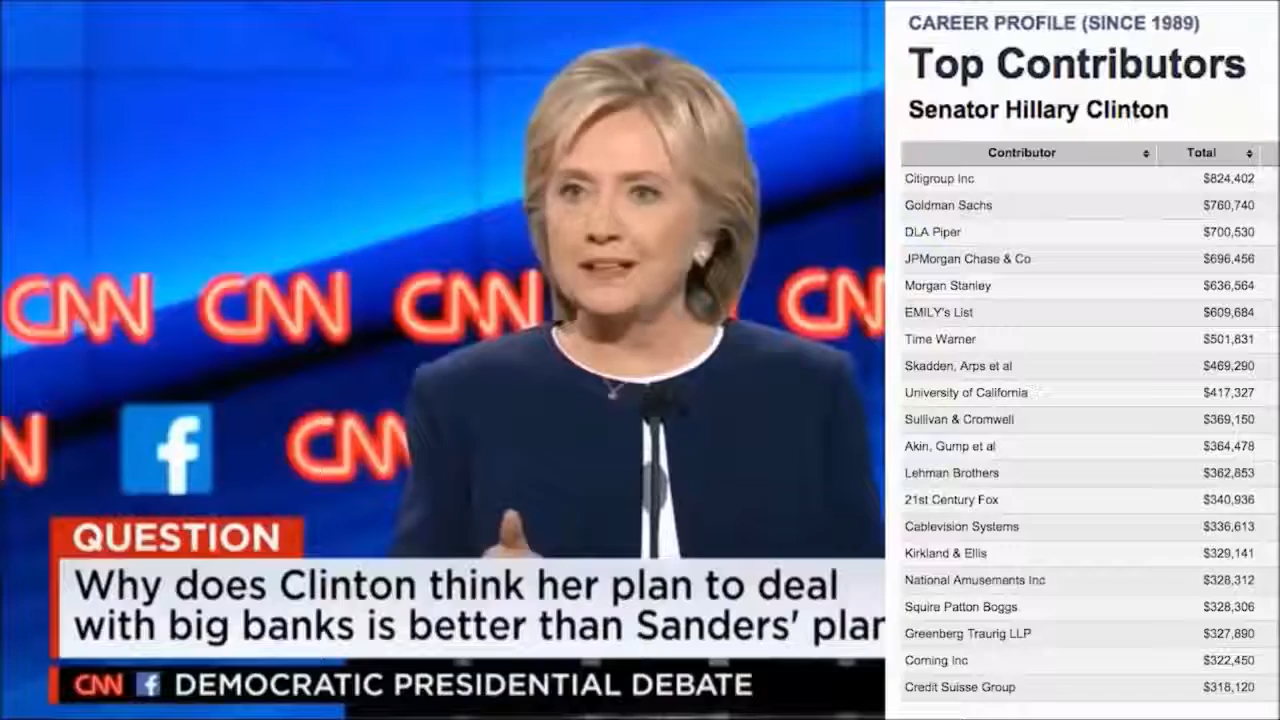 CNN CNN CNN CNN
N f CNN
QUESTION
Why does Clinton think her plan to deal
with big banks is better than Sanders' plan
CNN f DEMOCRATIC PRESIDENTIAL DEBATE
CAREER PROFILE (SINCE 1989)
Top Contributors
Senator Hillary Clinton
Contributor Total
Citigroup Inc $824,402
Goldman Sachs $760,740
DLA Piper $700,530
JPMorgan Chase & Co $696,456
Morgan Stanley $636,564
EMILY's List $609,684
Time Warner $501,831
Skadden, Arps et al $469,290
University of California $417,327
Sullivan & Cromwell $369,150
Akin, Gump et al $364,478
Lehman Brothers $362,853
21st Century Fox $340,936
Cablevision Systems $336,613
Kirkland & Ellis $329,141
National Amusements Inc $328,312
Squire Patton Boggs $328,306
Greenberg Traurig LLP $327,890
Corning Inc $322,450
Credit Suisse Group $318,120